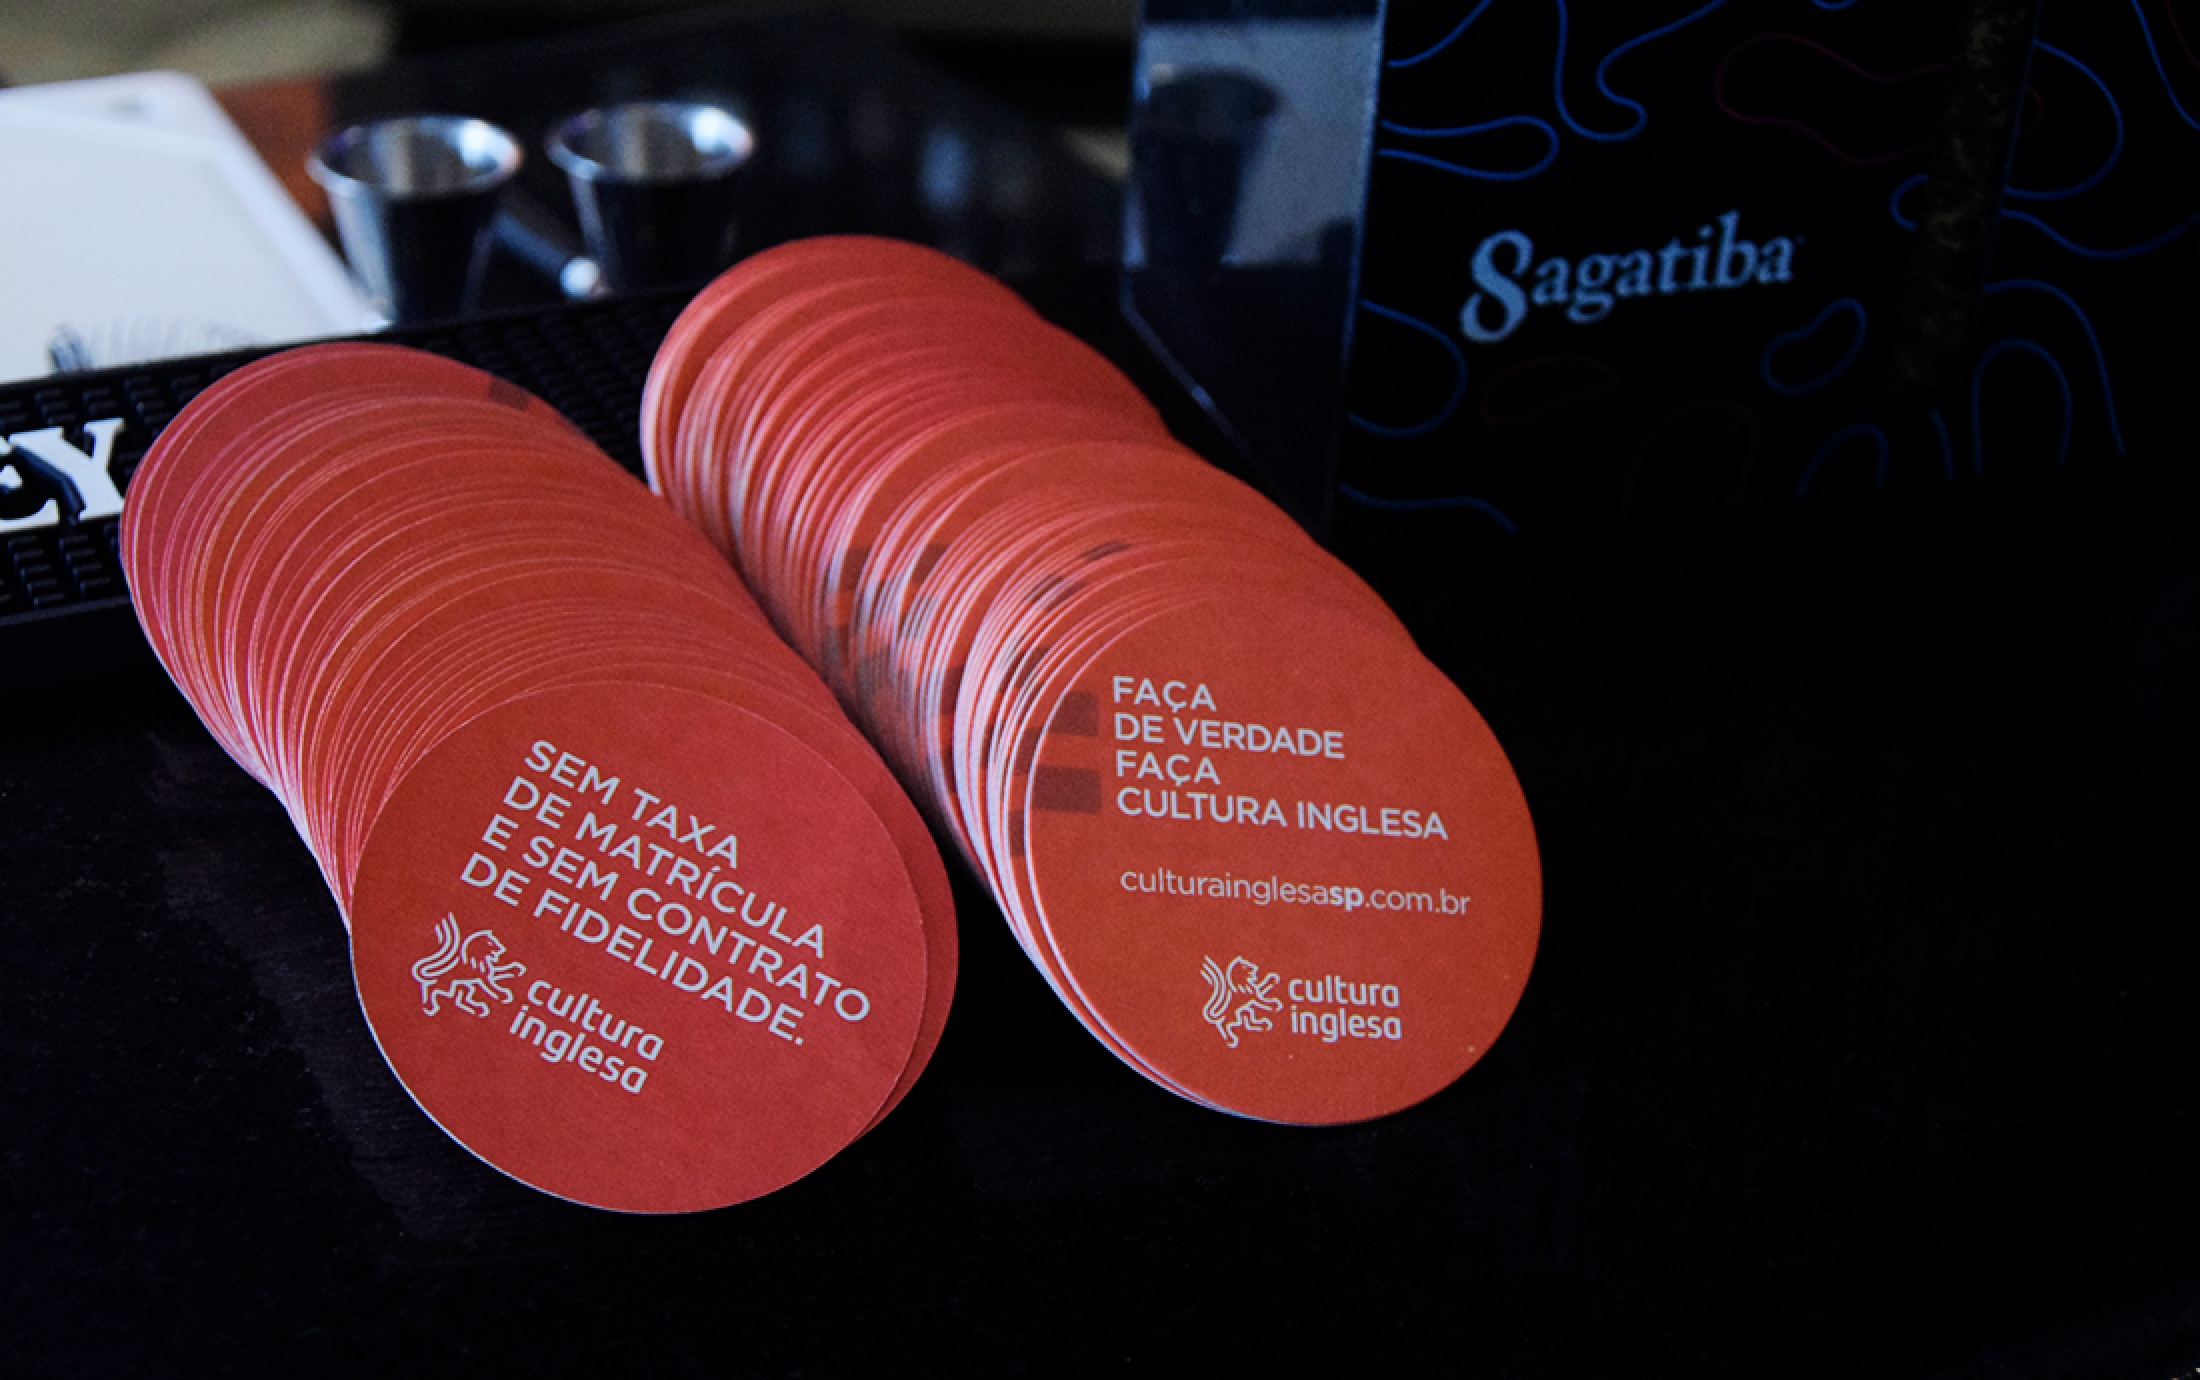 Sagatiba
SEM TAXA
DE MATRÍCULA
E SEM CONTRATO
DE FIDELIDADE.
cultura
inglesa
FAÇA
DE VERDADE
FAÇA
CULTURA INGLESA
culturainglesasp.com.br
cultura
inglesa